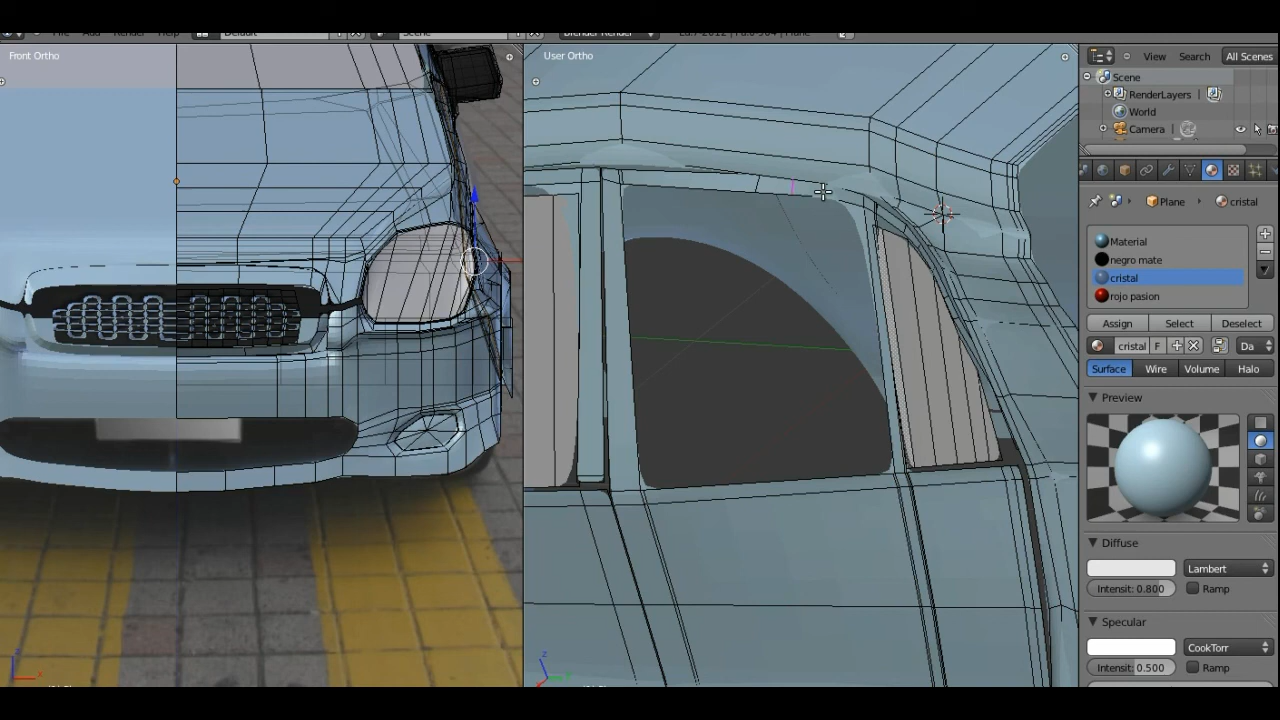 Default
Scene
Front Ortho
User Ortho
View Search All Scenes
Scene
RenderLayers
World
Camera
Plane cristal
Material
negro mate
cristal
rojo pasion
Assign Select Deselect
cristal F Da
Surface Wire Volume Halo
Preview
Diffuse
Lambert
Intensit: 0.800 Ramp
Specular
CookTorr
Intensit: 0.500 Ramp